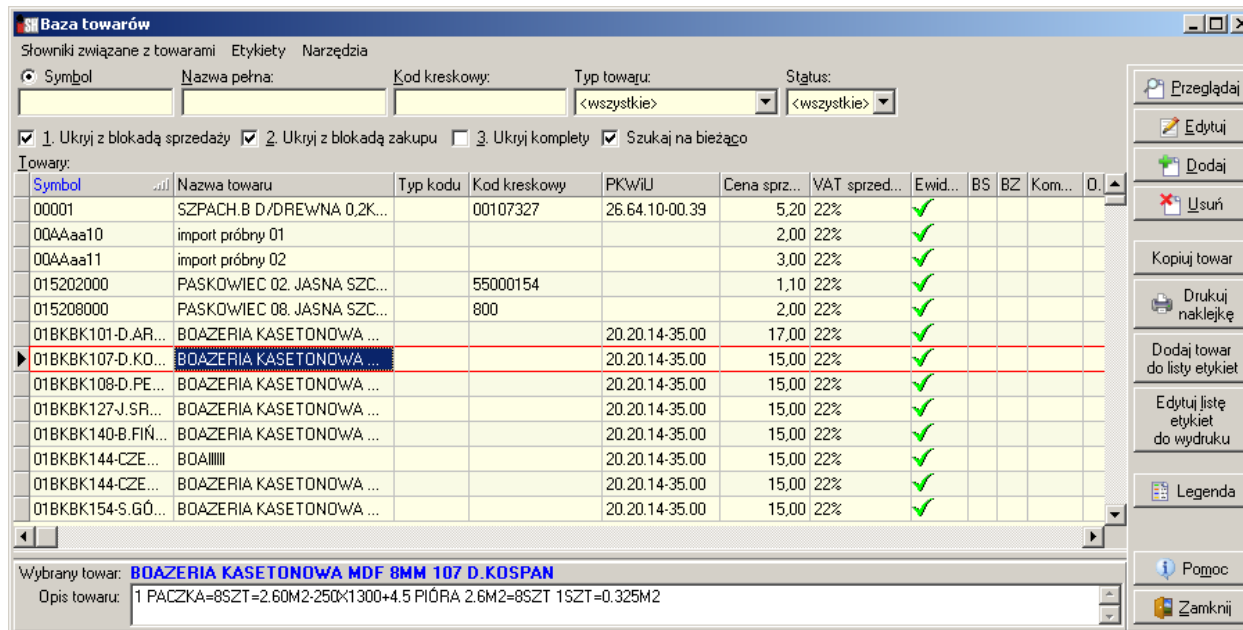 SH Baza towarów
Słowniki związane z towarami Etykiety Narzędzia
Symbol Nazwa pełna: Kod kreskowy: Typ towaru: Status:
<wszystkie> <wszystkie>
1. Ukryj z blokadą sprzedaży 2. Ukryj z blokadą zakupu 3. Ukryj komplety Szukaj na bieżąco
Towary:
Symbol Nazwa towaru Typ kodu Kod kreskowy PKWiU Cena sprz... VAT sprzed... Ewid... BS BZ Kom... O.
00001 SZPACH.B D/DREWNA 0,2K... 00107327 26.64.10-00.39 5,20 22%
00AAaa10 import próbny 01 2,00 22%
00AAaa11 import próbny 02 3,00 22%
015202000 PASKOWIEC 02. JASNA SZC... 55000154 1,10 22%
015208000 PASKOWIEC 08. JASNA SZC... 800 2,00 22%
01BKBK101-D.AR... BOAZERIA KASETONOWA ... 20.20.14-35.00 17,00 22%
01BKBK107-D.KO... BOAZERIA KASETONOWA ... 20.20.14-35.00 15,00 22%
01BKBK108-D.PE... BOAZERIA KASETONOWA ... 20.20.14-35.00 15,00 22%
01BKBK127-J.SR... BOAZERIA KASETONOWA ... 20.20.14-35.00 15,00 22%
01BKBK140-B.FIŃ... BOAZERIA KASETONOWA ... 20.20.14-35.00 15,00 22%
01BKBK144-CZE... BOAIIIIII 20.20.14-35.00 15,00 22%
01BKBK144-CZE... BOAZERIA KASETONOWA ... 20.20.14-35.00 15,00 22%
01BKBK154-S.GÓ... BOAZERIA KASETONOWA ... 20.20.14-35.00 15,00 22%
Wybrany towar: BOAZERIA KASETONOWA MDF 8MM 107 D.KOSPAN
Opis towaru: 1 PACZKA=8SZT=2.60M2-250X1300+4.5 PIÓRA 2.6M2=8SZT 1SZT=0.325M2
Przeglądaj
Edytuj
Dodaj
Usuń
Kopiuj towar
Drukuj
naklejkę
Dodaj towar
do listy etykiet
Edytuj listę
etykiet
do wydruku
Legenda
Pomoc
Zamknij